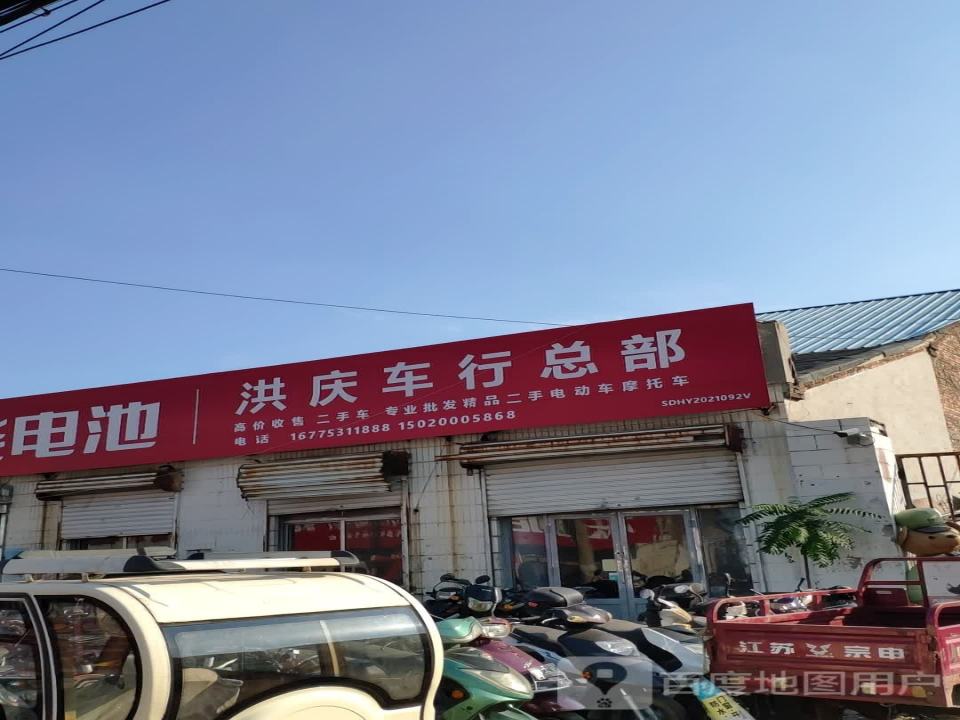 电池
洪庆车行总部
高价收售 二手车 专业批发精品二手电动车摩托车
电话 16775311888 15020005868
SDHY2021092V
江苏 宗申
百度地图用户